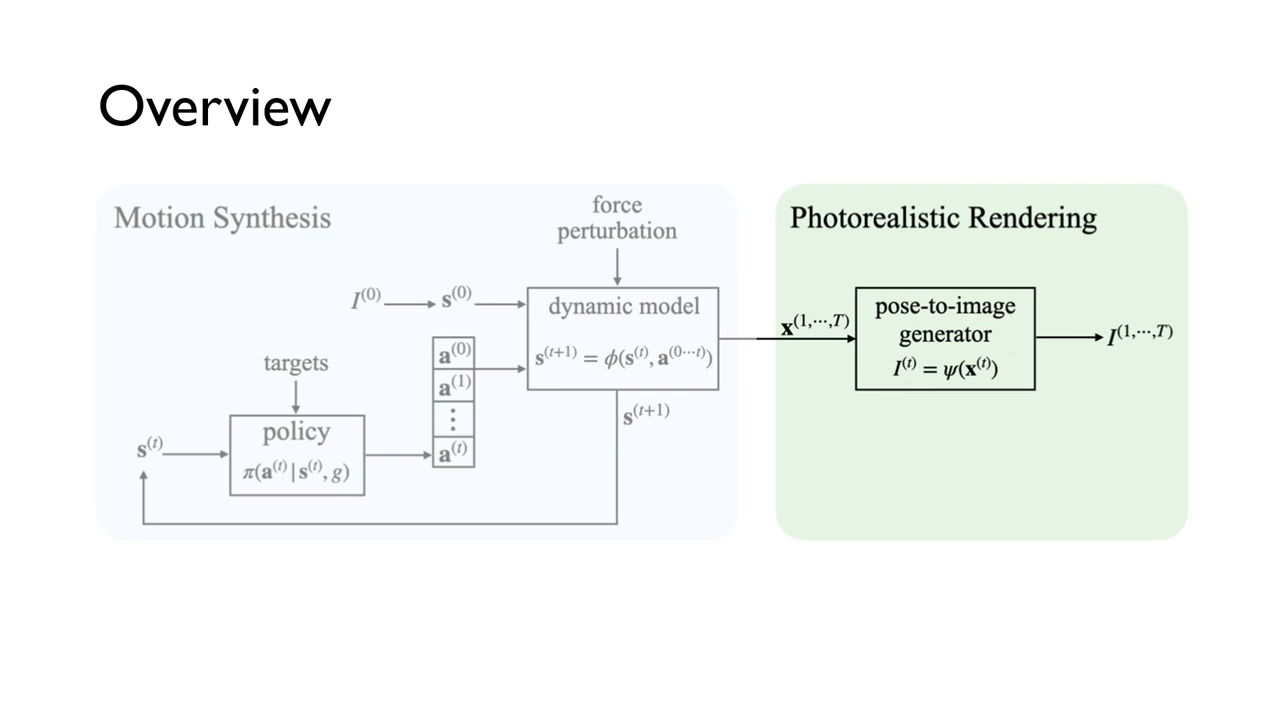 Overview
Motion Synthesis
force
perturbation
I^(0)
s^(0)
dynamic model
s^(t+1) = ϕ(s^(t), a^(0⋯t))
a^(0)
a^(1)
⋮
a^(t)
targets
s^(t)
policy
π(a^(t)|s^(t), g)
s^(t+1)
Photorealistic Rendering
x^(1,⋯,T)
pose-to-image
generator
I^(t) = ψ(x^(t))
I^(1,⋯,T)